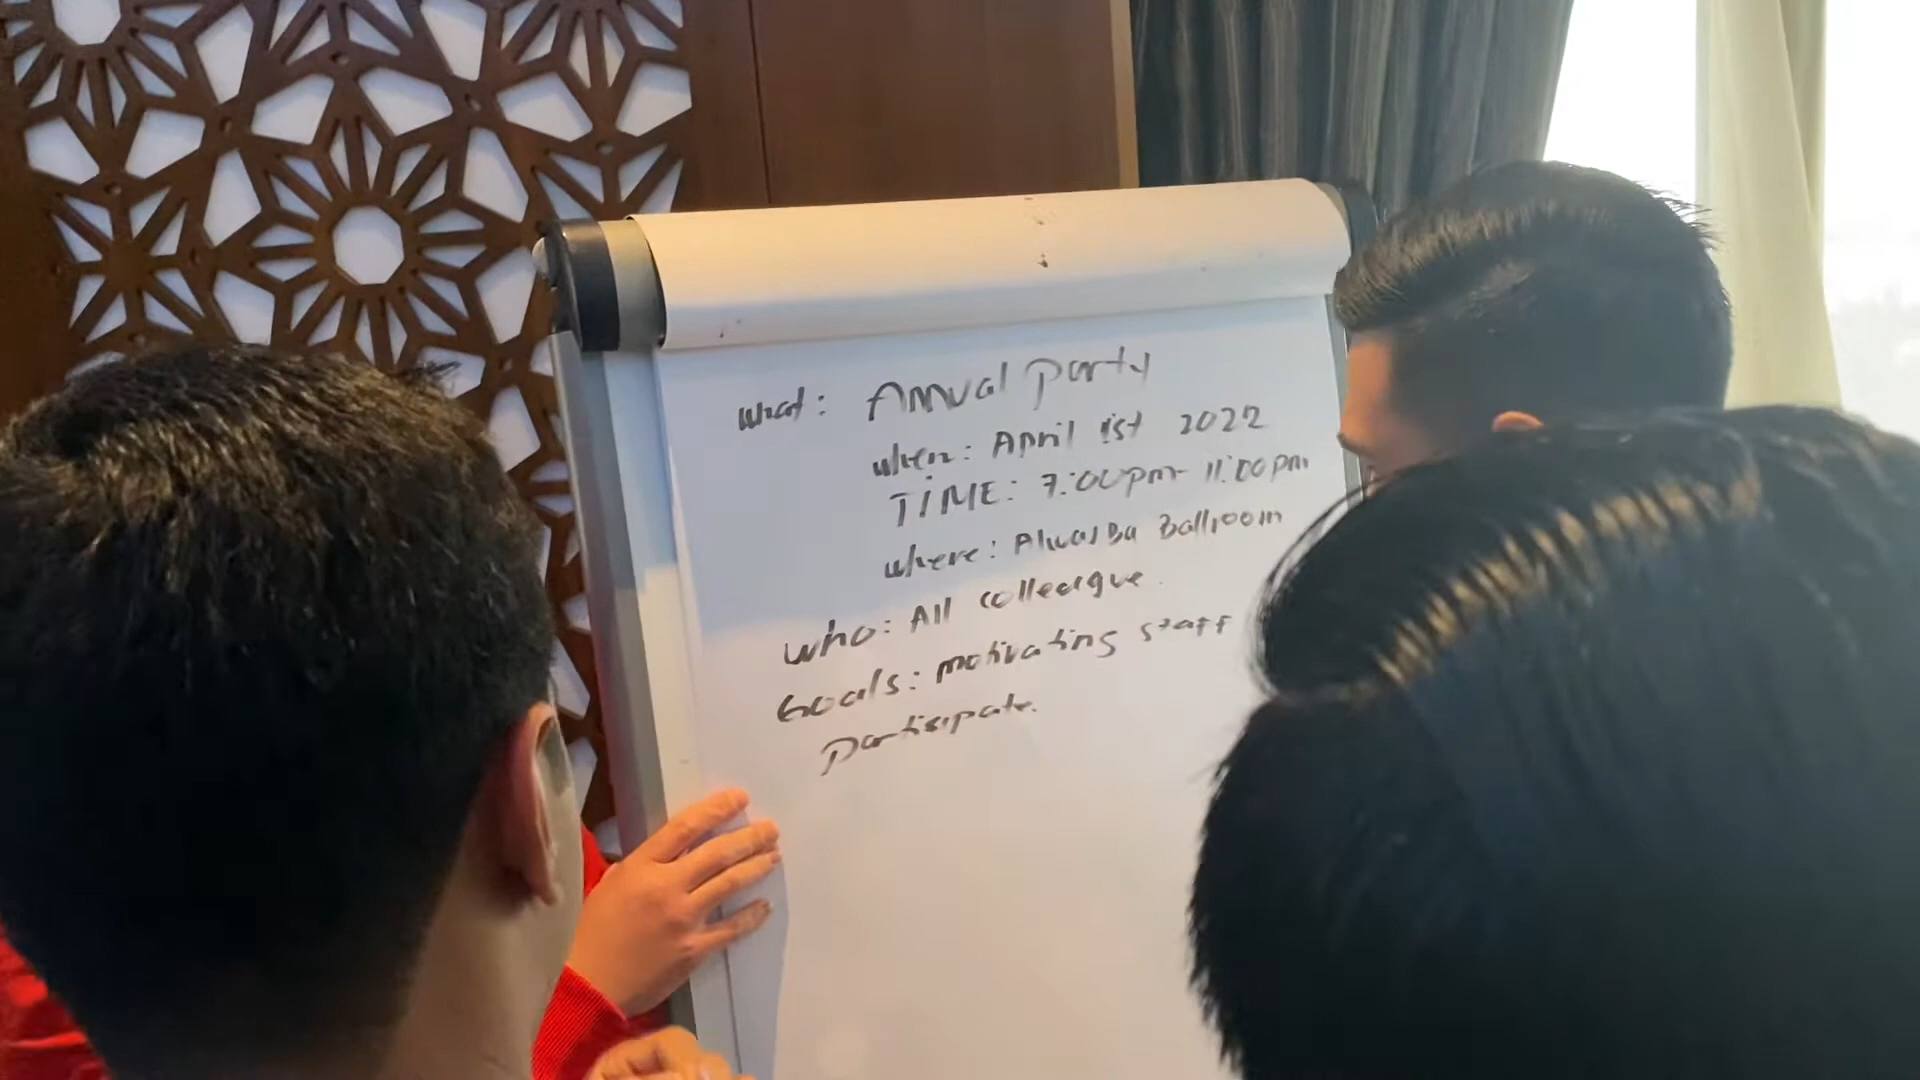 what: Annual Party
when: April 1st 2022
TIME: 7:00pm - 11:00pm
where: Alwasba Ballroom
who: All colleague.
Goals: motivating staff
Partisipate.